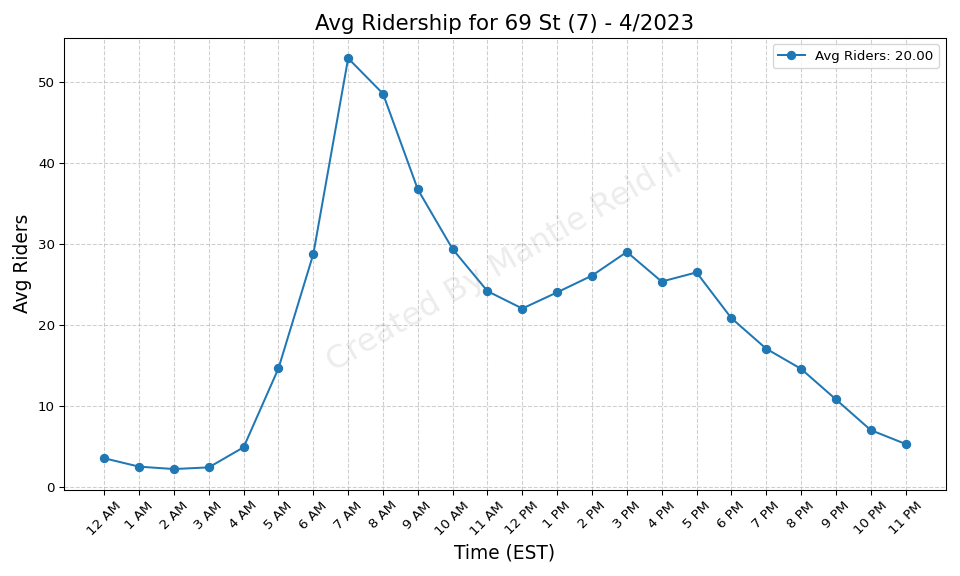 Avg Ridership for 69 St (7) - 4/2023
Avg Riders: 20.00
Avg Riders
50
40
30
20
10
0
12 AM
1 AM
2 AM
3 AM
4 AM
5 AM
6 AM
7 AM
8 AM
9 AM
10 AM
11 AM
12 PM
1 PM
2 PM
3 PM
4 PM
5 PM
6 PM
7 PM
8 PM
9 PM
10 PM
11 PM
Time (EST)
Created By Mantie Reid II